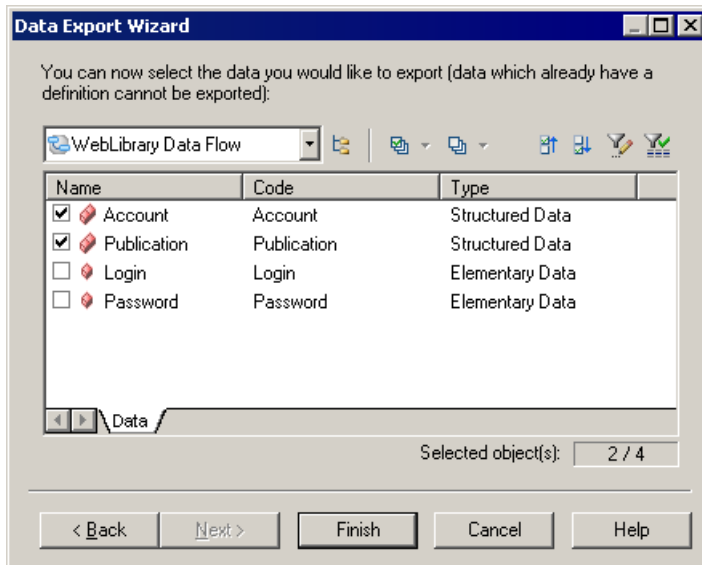 Data Export Wizard
You can now select the data you would like to export (data which already have a
definition cannot be exported):
WebLibrary Data Flow
Name Code Type
Account Account Structured Data
Publication Publication Structured Data
Login Login Elementary Data
Password Password Elementary Data
Data
Selected object(s): 2 / 4
< Back Next > Finish Cancel Help